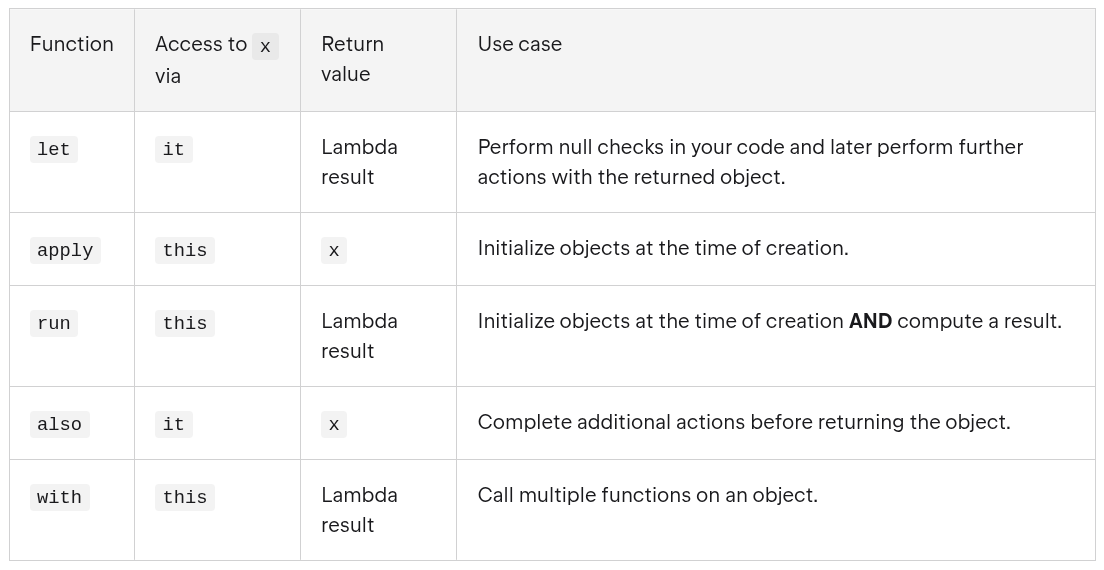 Function
Access to x
via
Return
value
Use case
let
it
Lambda
result
Perform null checks in your code and later perform further
actions with the returned object.
apply
this
x
Initialize objects at the time of creation.
run
this
Lambda
result
Initialize objects at the time of creation AND compute a result.
also
it
x
Complete additional actions before returning the object.
with
this
Lambda
result
Call multiple functions on an object.